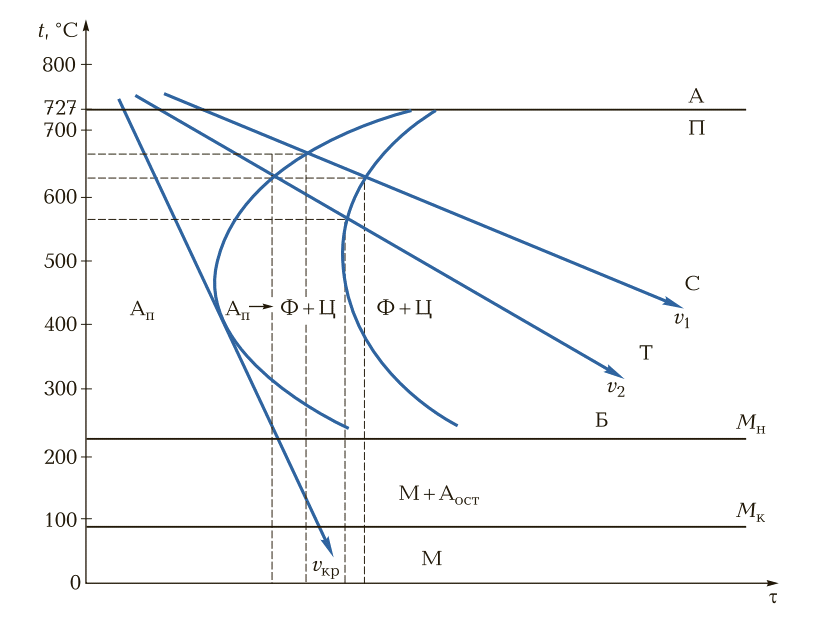 t, °C
800
А
727
700
П
600
500
С
400
Aп
Aп → Ф + Ц
Ф + Ц
v1
Т
300
v2
Б
Mн
200
М + Aост
100
Mк
vкр
М
0
τ